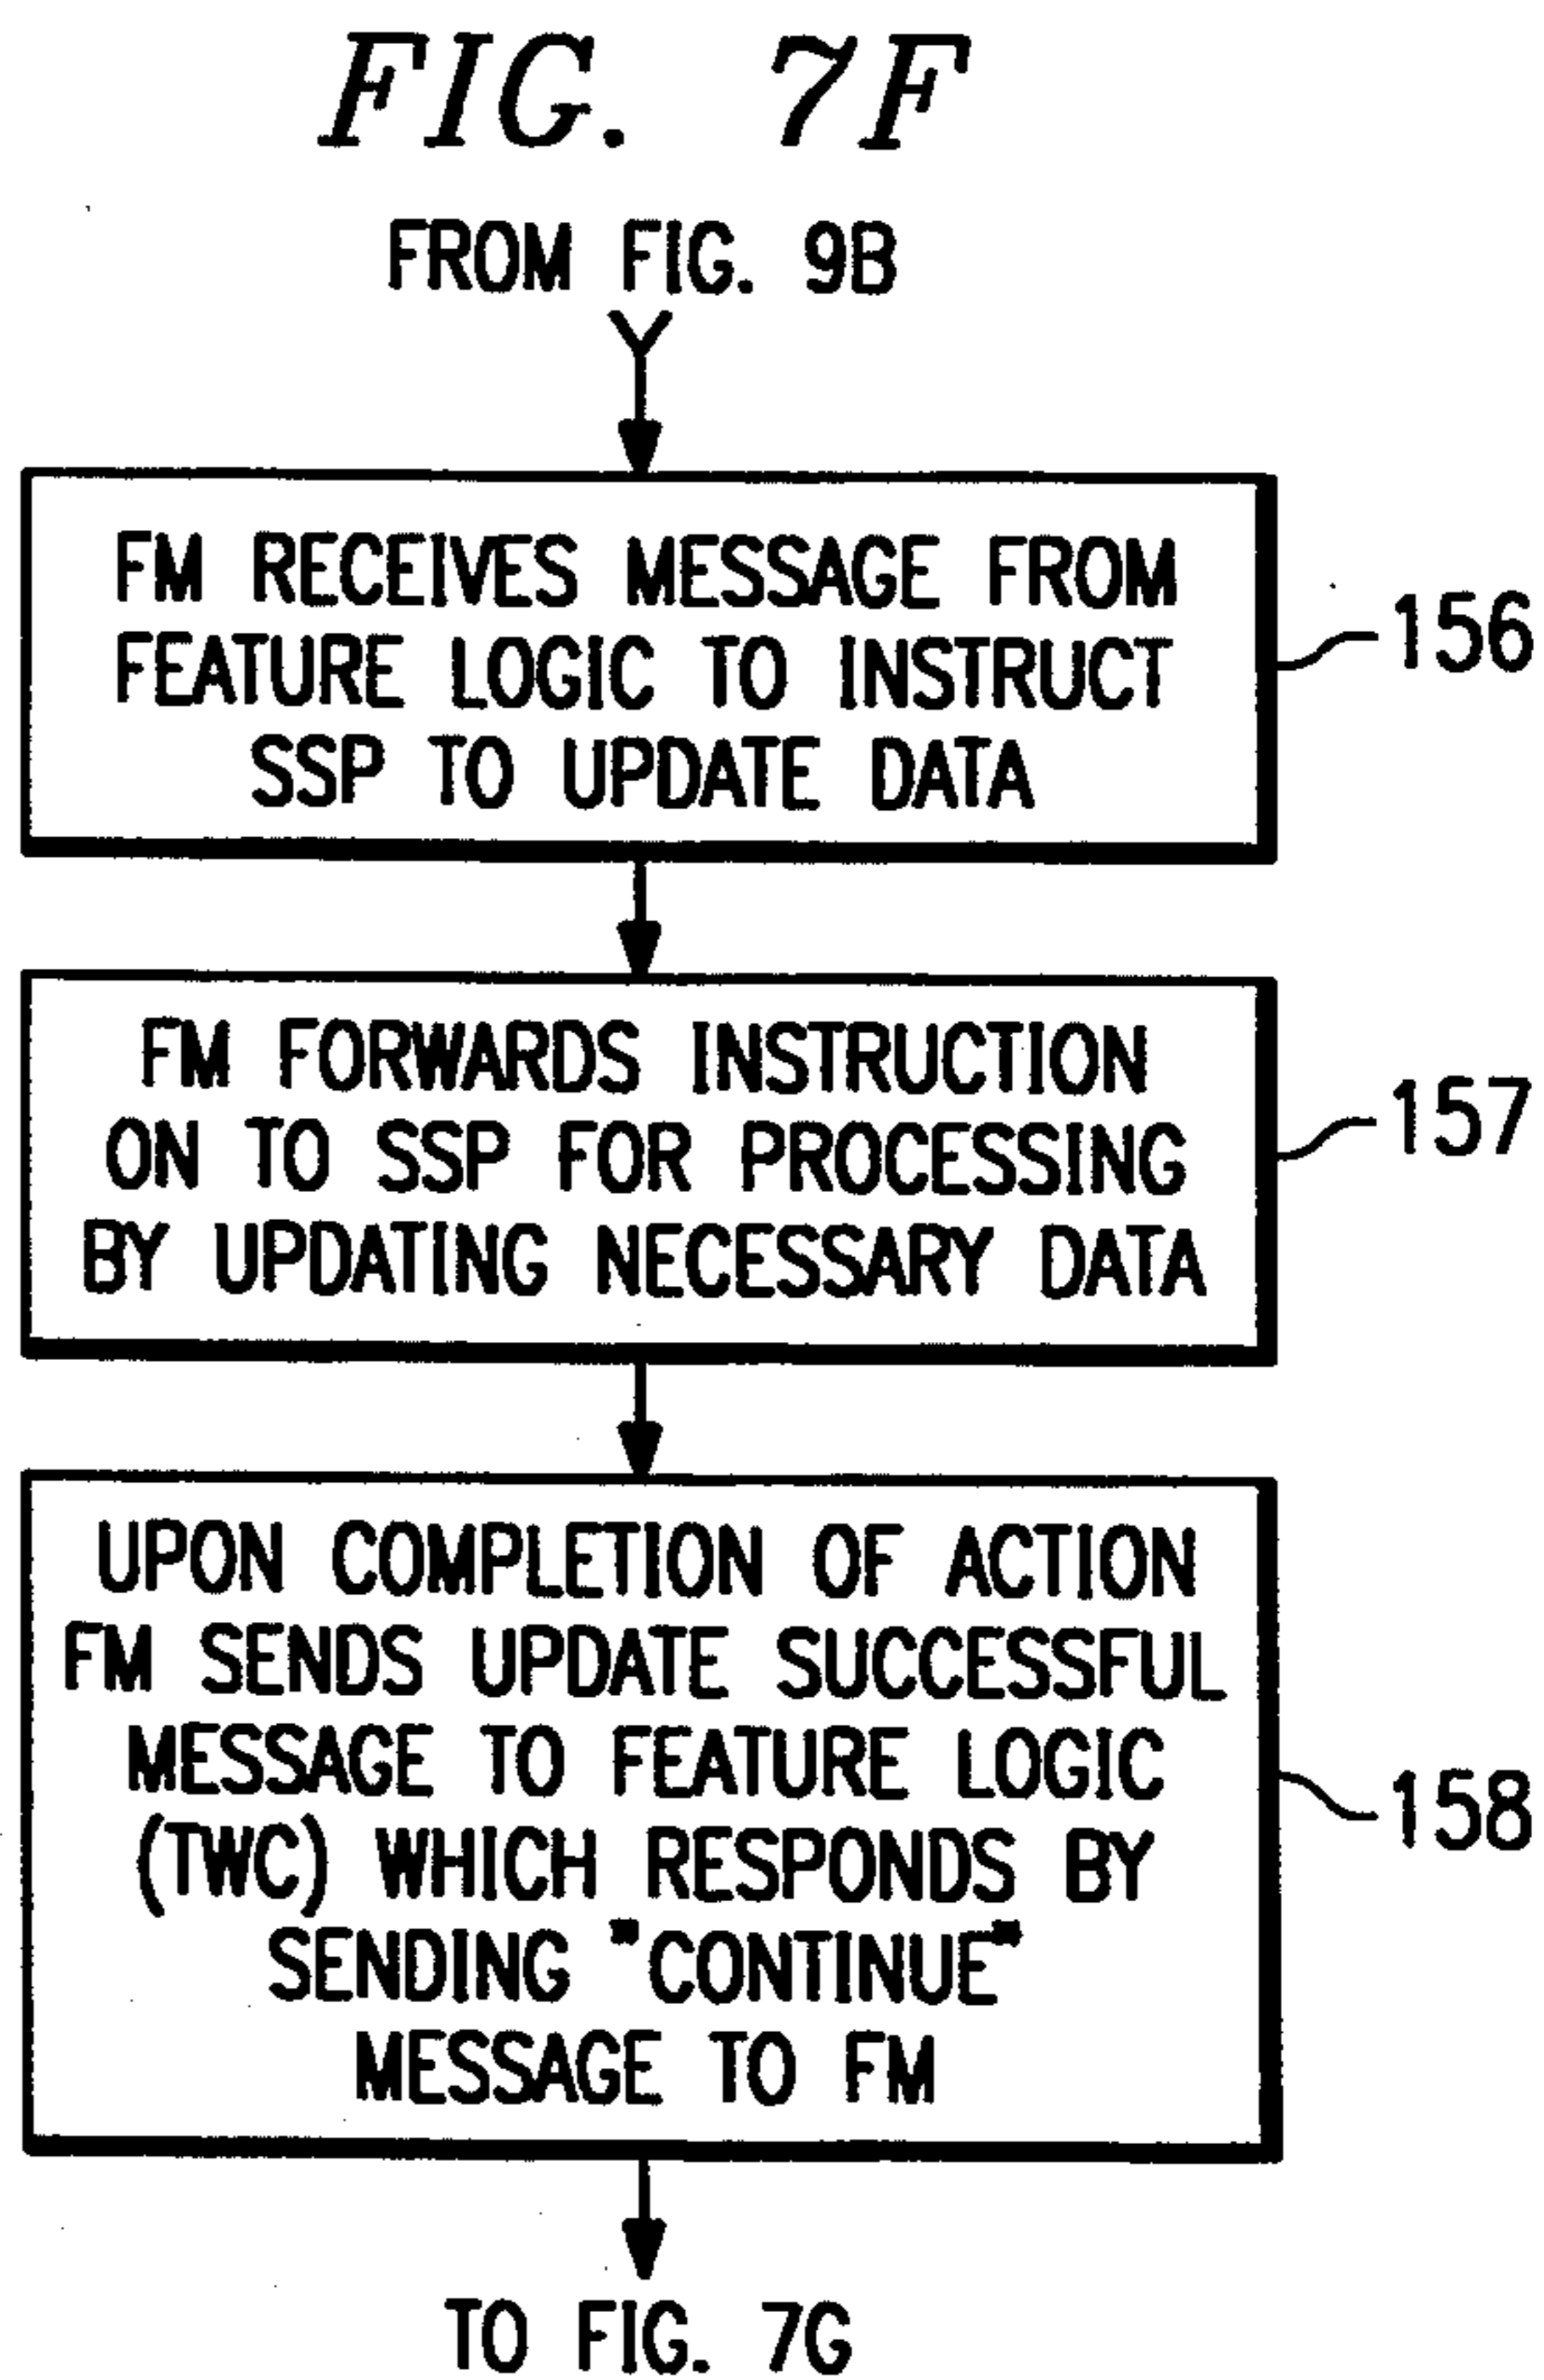 FIG. 7F
FROM FIG. 9B
FM RECEIVES MESSAGE FROM
FEATURE LOGIC TO INSTRUCT
SSP TO UPDATE DATA
156
FM FORWARDS INSTRUCTION
ON TO SSP FOR PROCESSING
BY UPDATING NECESSARY DATA
157
UPON COMPLETION OF ACTION
FM SENDS UPDATE SUCCESSFUL
MESSAGE TO FEATURE LOGIC
(TWC) WHICH RESPONDS BY
SENDING "CONTINUE"
MESSAGE TO FM
158
TO FIG. 7G